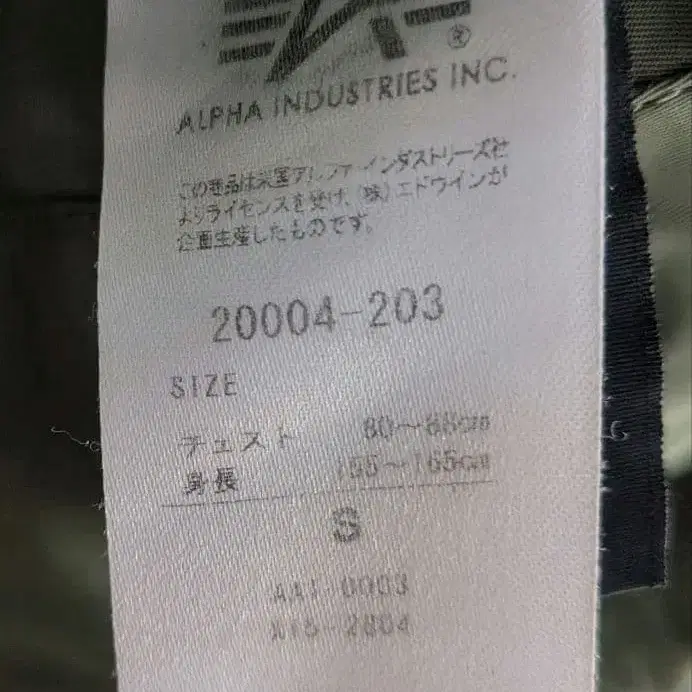 ®
ALPHA INDUSTRIES INC.
この商品は米国アルファ・インダストリーズ社
よりライセンスを受け、(株)エドウインが
企画生産したものです。
20004-203
SIZE
チェスト 80〜88cm
身長 155〜165cm
S
AA1-0003